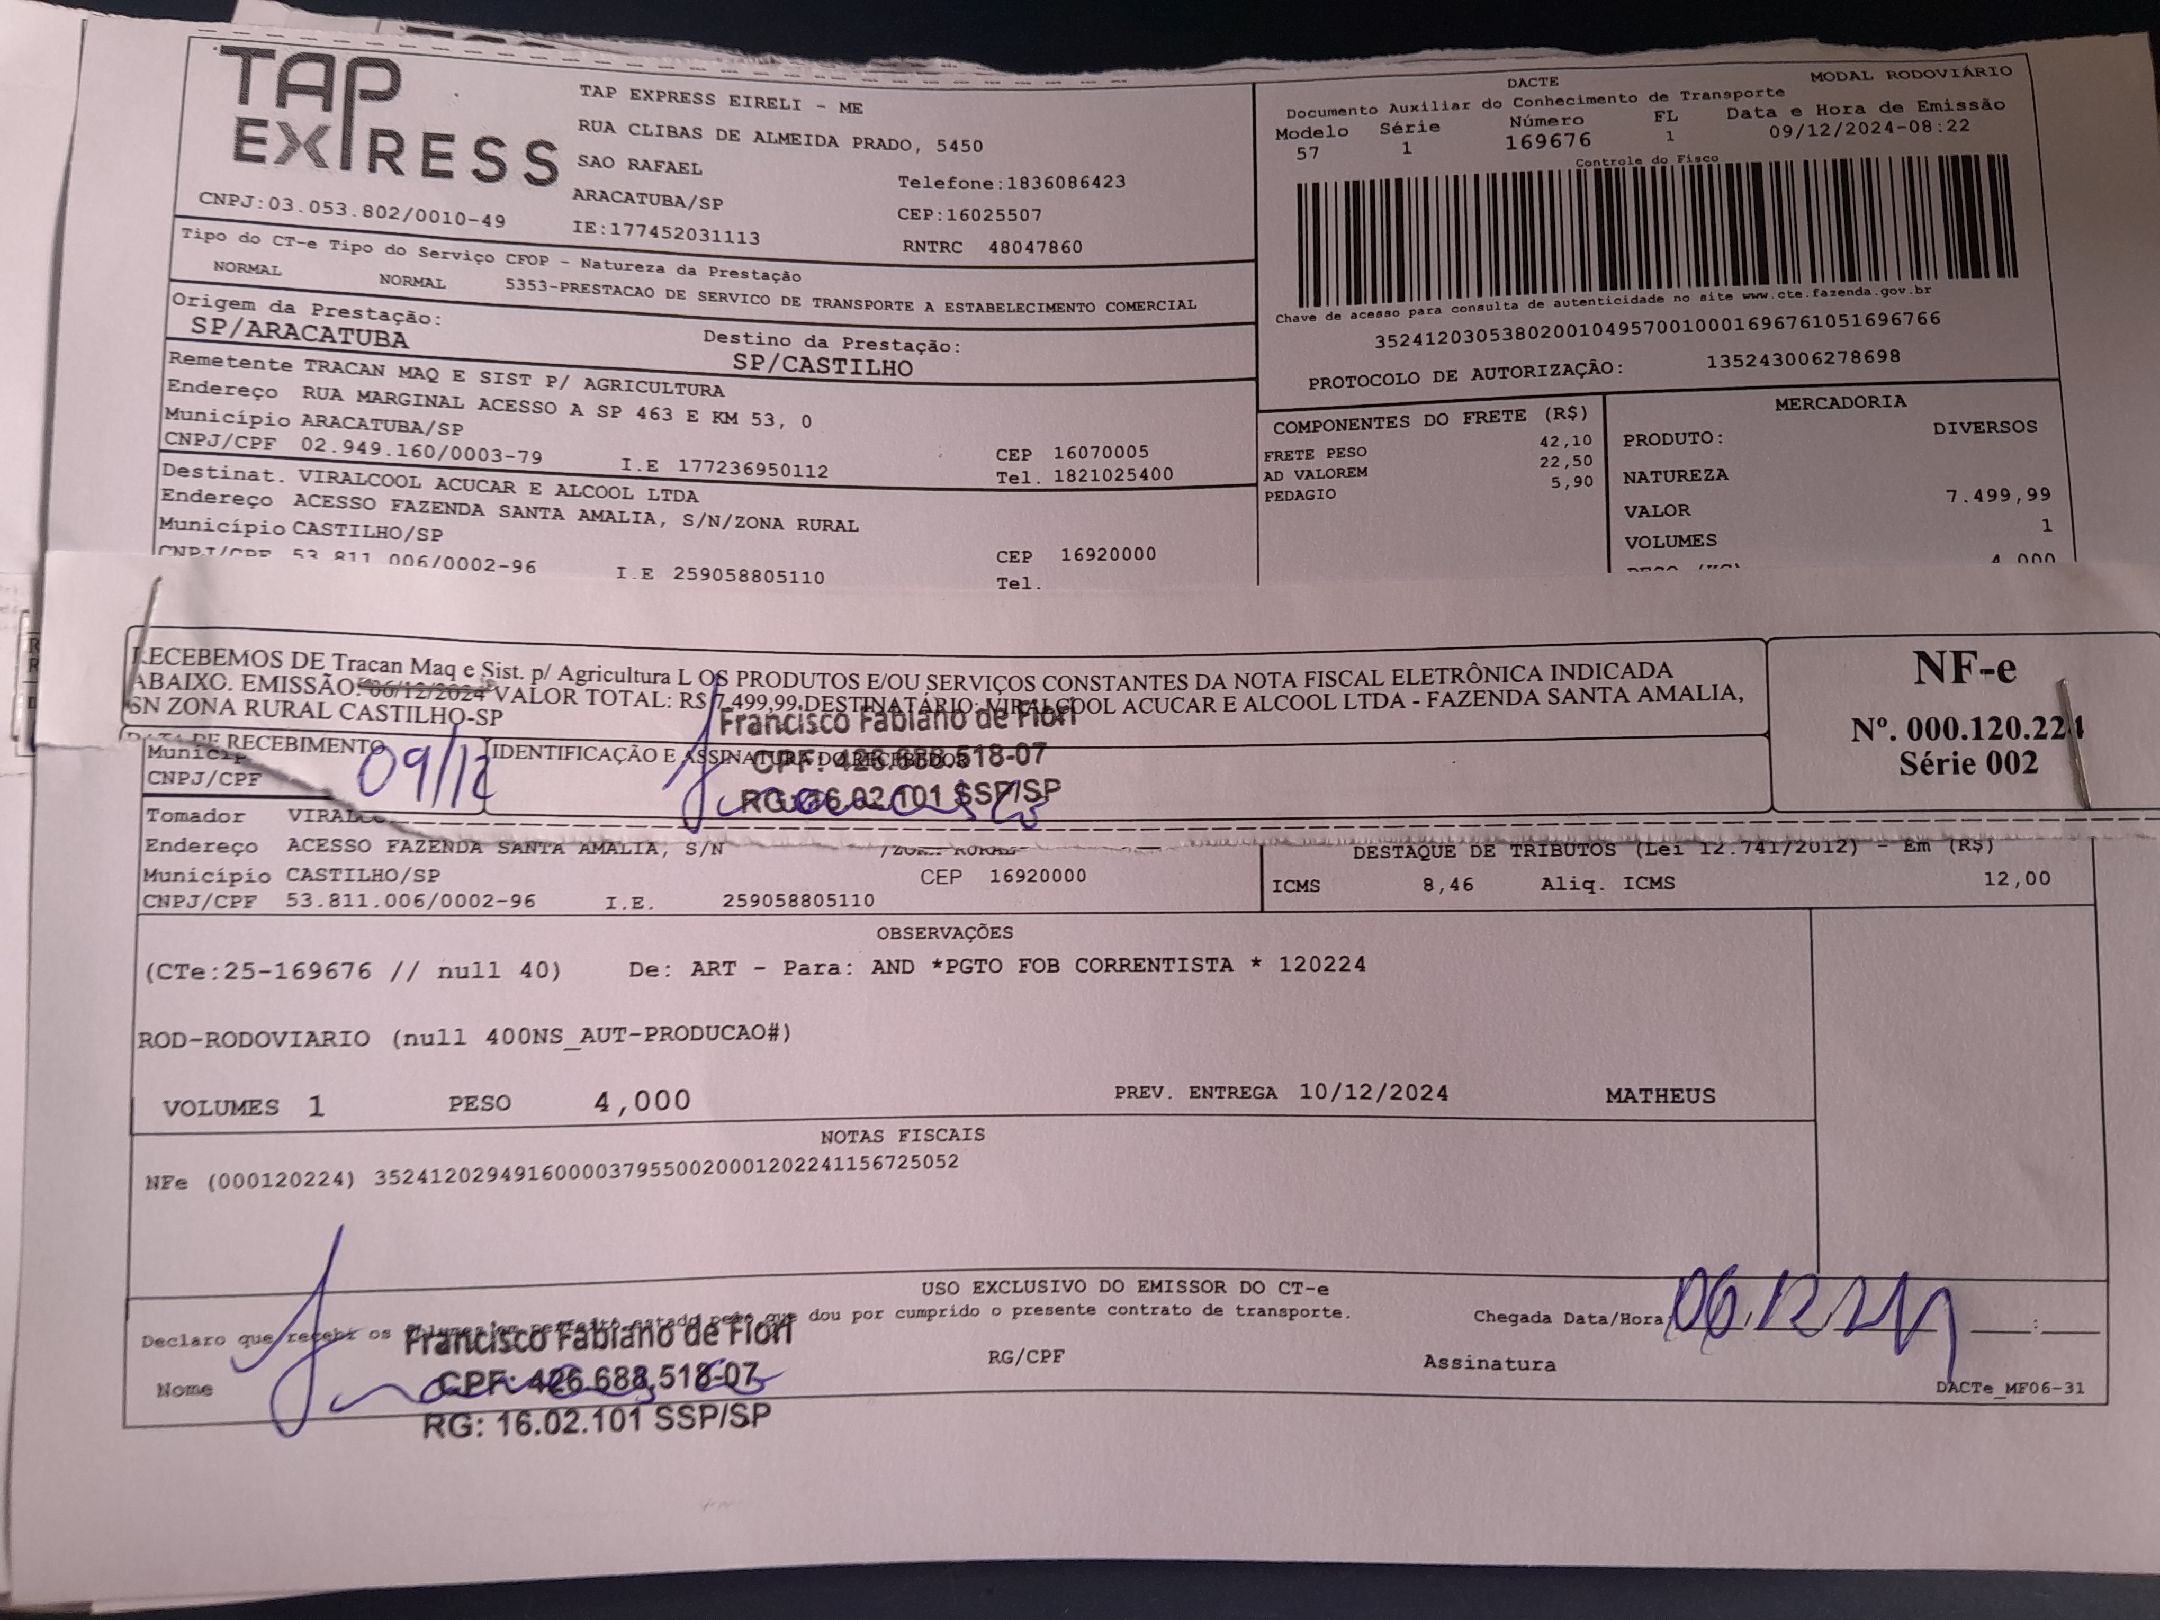 TAP
EXPRESS
CNPJ:03.053.802/0010-49
TAP EXPRESS EIRELI - ME
RUA CLIBAS DE ALMEIDA PRADO, 5450
SAO RAFAEL
ARACATUBA/SP
IE:177452031113
Telefone:1836086423
CEP:16025507
RNTRC 48047860
DACTE
MODAL RODOVIÁRIO
Documento Auxiliar do Conhecimento de Transporte
Modelo Série Número FL Data e Hora de Emissão
57 1 169676 1 09/12/2024-08:22
Controle do Fisco
Chave de acesso para consulta de autenticidade no site www.cte.fazenda.gov.br
35241203053802001049570010001696761051696766
PROTOCOLO DE AUTORIZAÇÃO: 135243006278698
Tipo do CT-e Tipo do Serviço CFOP - Natureza da Prestação
NORMAL NORMAL 5353-PRESTACAO DE SERVICO DE TRANSPORTE A ESTABELECIMENTO COMERCIAL
Origem da Prestação:
SP/ARACATUBA
Destino da Prestação:
SP/CASTILHO
Remetente TRACAN MAQ E SIST P/ AGRICULTURA
Endereço RUA MARGINAL ACESSO A SP 463 E KM 53, 0
Município ARACATUBA/SP CEP 16070005
CNPJ/CPF 02.949.160/0003-79 I.E 177236950112 Tel. 1821025400
Destinat. VIRALCOOL ACUCAR E ALCOOL LTDA
Endereço ACESSO FAZENDA SANTA AMALIA, S/N/ZONA RURAL
Município CASTILHO/SP CEP 16920000
CNPJ/CPF 53.811.006/0002-96 I.E 259058805110 Tel.
COMPONENTES DO FRETE (R$)
FRETE PESO 42,10
AD VALOREM 22,50
PEDAGIO 5,90
MERCADORIA
PRODUTO: DIVERSOS
NATUREZA
VALOR 7.499,99
VOLUMES 1
4,000
RECEBEMOS DE Tracan Maq e Sist. p/ Agricultura L OS PRODUTOS E/OU SERVIÇOS CONSTANTES DA NOTA FISCAL ELETRÔNICA INDICADA
ABAIXO. EMISSÃO: 06/12/2024 VALOR TOTAL: R$ 7.499,99 DESTINATÁRIO: VIRALCOOL ACUCAR E ALCOOL LTDA - FAZENDA SANTA AMALIA,
SN ZONA RURAL CASTILHO-SP
NF-e
Nº. 000.120.224
Série 002
DATA DE RECEBIMENTO
09/12
IDENTIFICAÇÃO E ASSINATURA DO RECEBEDOR
Francisco Fabiano de Fiori
CPF: 426.688.518-07
RG: 16.02.101 SSP/SP
CNPJ/CPF
Tomador
Endereço ACESSO FAZENDA SANTA AMALIA, S/N /ZONA RURAL
Município CASTILHO/SP CEP 16920000
CNPJ/CPF 53.811.006/0002-96 I.E. 259058805110
DESTAQUE DE TRIBUTOS (Lei 12.741/2012) - Em (R$)
ICMS 8,46 Aliq. ICMS 12,00
OBSERVAÇÕES
(CTe:25-169676 // null 40) De: ART - Para: AND *PGTO FOB CORRENTISTA * 120224
ROD-RODOVIARIO (null 400NS_AUT-PRODUCAO#)
VOLUMES 1 PESO 4,000 PREV. ENTREGA 10/12/2024 MATHEUS
NOTAS FISCAIS
NFe (000120224) 35241202949160000379550020001202241156725052
USO EXCLUSIVO DO EMISSOR DO CT-e
Declaro que recebi os volumes em perfeito estado pelo que dou por cumprido o presente contrato de transporte.
Chegada Data/Hora __:__
Nome
RG/CPF
Assinatura
Francisco Fabiano de Fiori
CPF: 426.688.518-07
RG: 16.02.101 SSP/SP
DACTe_MF06-31